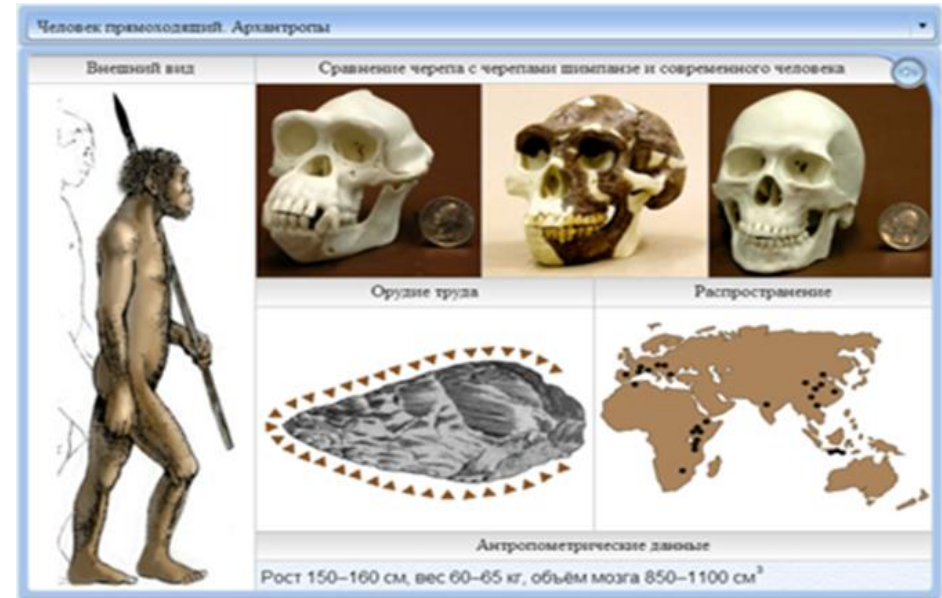 Человек прямоходящий. Архантропы
Внешний вид
Сравнение черепа с черепами шимпанзе и современного человека
Орудие труда
Распространение
Антропометрические данные
Рост 150–160 см, вес 60–65 кг, объём мозга 850–1100 см³